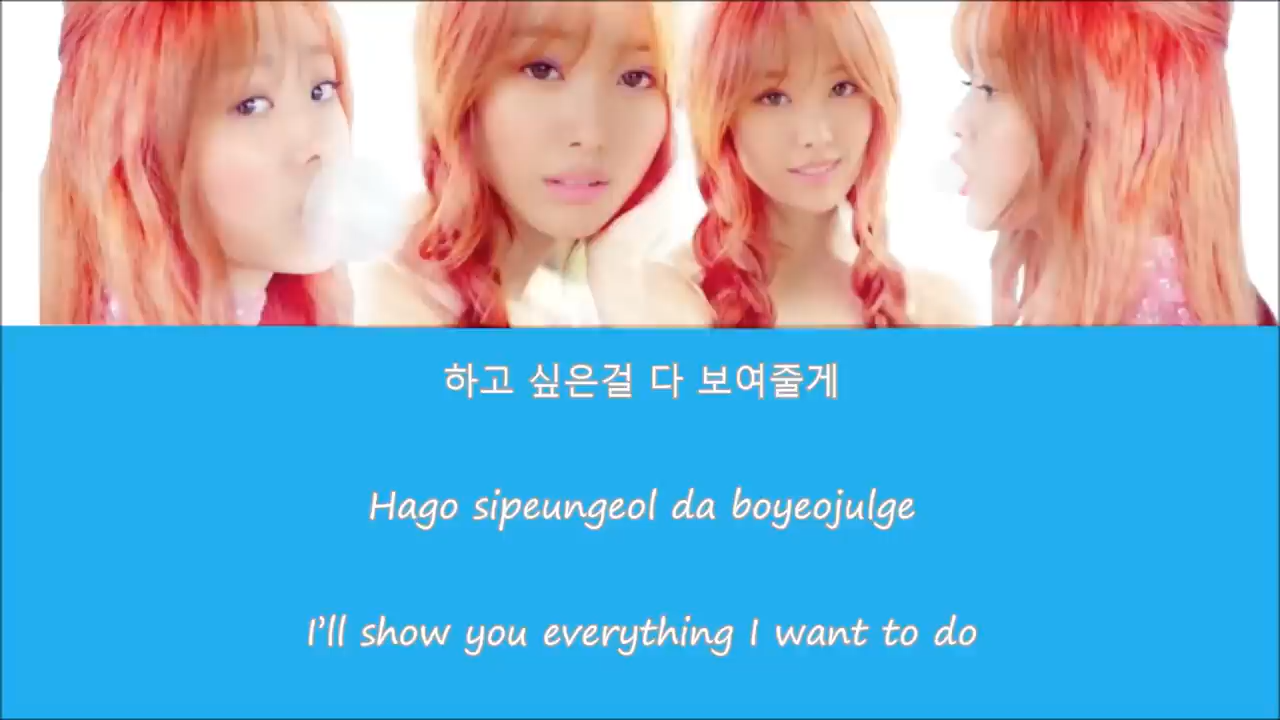 하고 싶은걸 다 보여줄게
Hago sipeungeol da boyeojulge
I'll show you everything I want to do